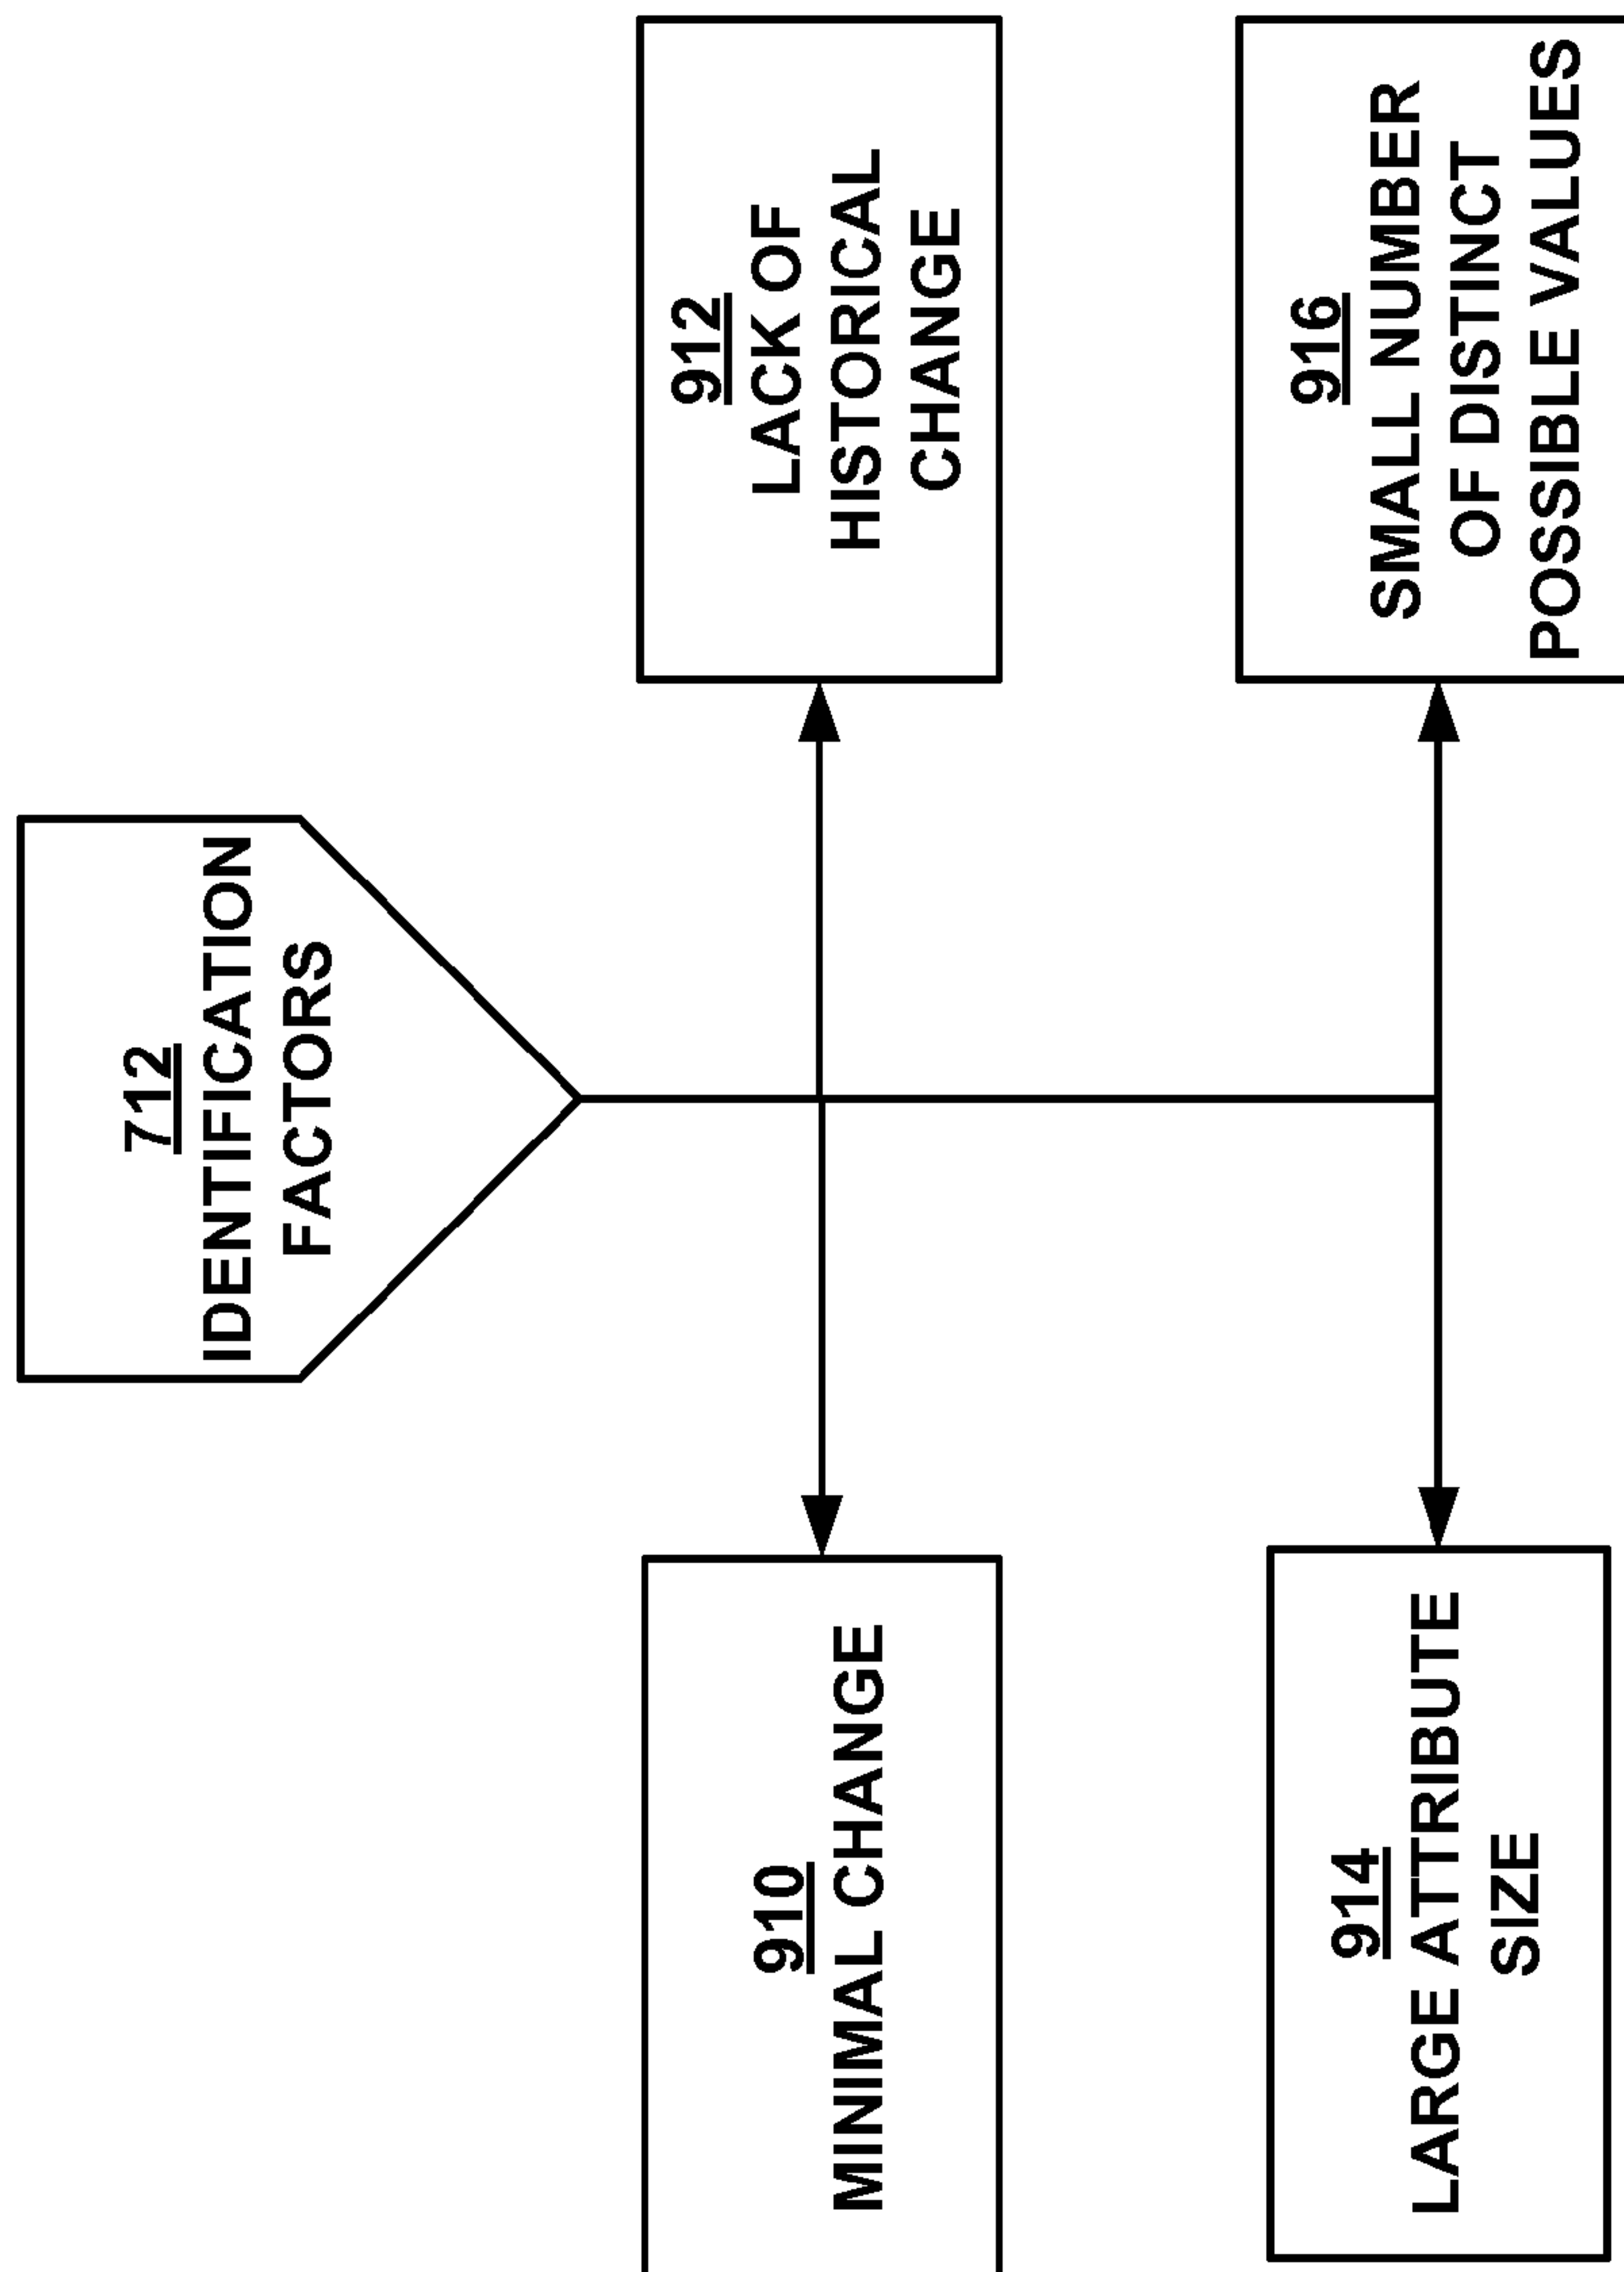 712
IDENTIFICATION
FACTORS
910
MINIMAL CHANGE
912
LACK OF
HISTORICAL
CHANGE
914
LARGE ATTRIBUTE
SIZE
916
SMALL NUMBER
OF DISTINCT
POSSIBLE VALUES